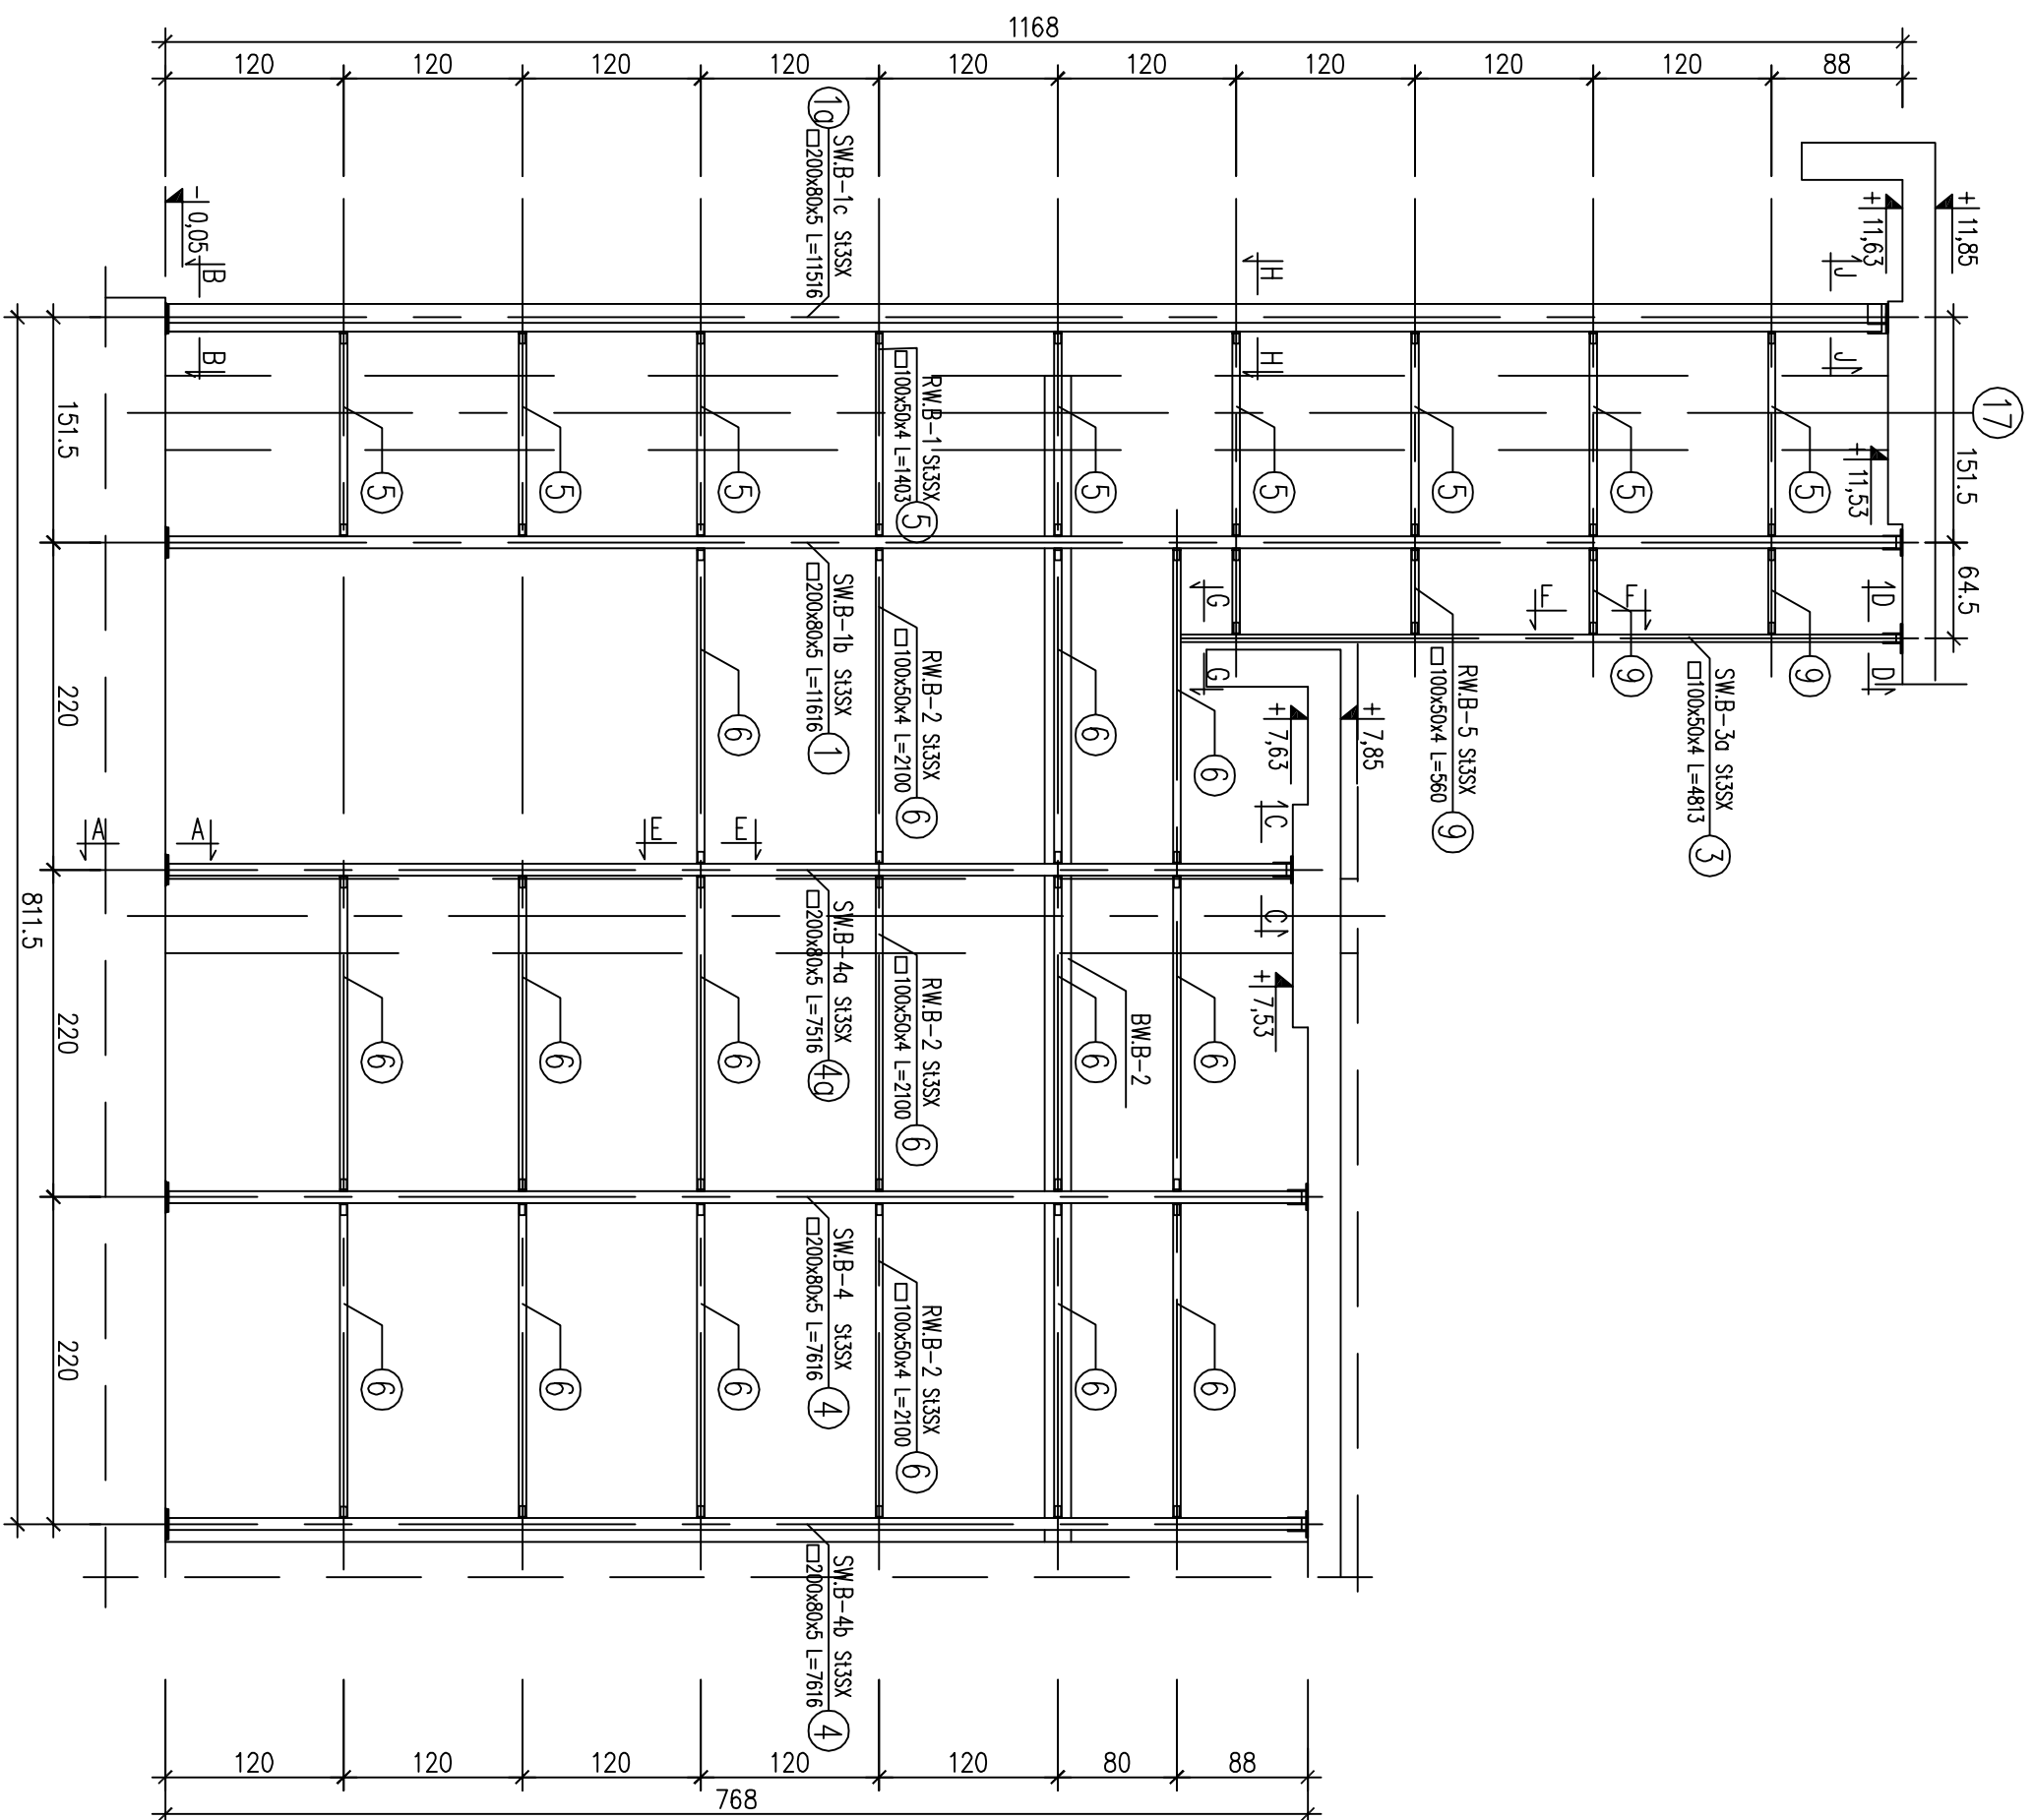 1168
120
120
120
120
120
120
120
120
120
88
1a
SW.B-1c St3SX
□200x80x5 L=11516
- 0,05
+ 11,63
+ 11,85
B
B
H
H
J
J
17
+ 11,53
151.5
64.5
RW.B-1 St3SX
□100x50x4 L=1403
5
5
5
5
5
5
5
5
5
SW.B-1b St3SX
□200x80x5 L=11616
1
RW.B-2 St3SX
□100x50x4 L=2100
6
6
6
6
G
G
F
F
D
D
9
9
RW.B-5 St3SX
□100x50x4 L=560
9
SW.B-3a St3SX
□100x50x4 L=4813
3
+ 7,63
+ 7,85
+ 7,53
A
A
E
E
C
C
SW.B-4a St3SX
□200x80x5 L=7516
4a
RW.B-2 St3SX
□100x50x4 L=2100
6
BW.B-2
6
6
6
6
6
SW.B-4 St3SX
□200x80x5 L=7616
4
RW.B-2 St3SX
□100x50x4 L=2100
6
6
6
6
6
6
SW.B-4b St3SX
□200x80x5 L=7616
4
151.5
220
220
220
811.5
120
120
120
120
120
80
88
768